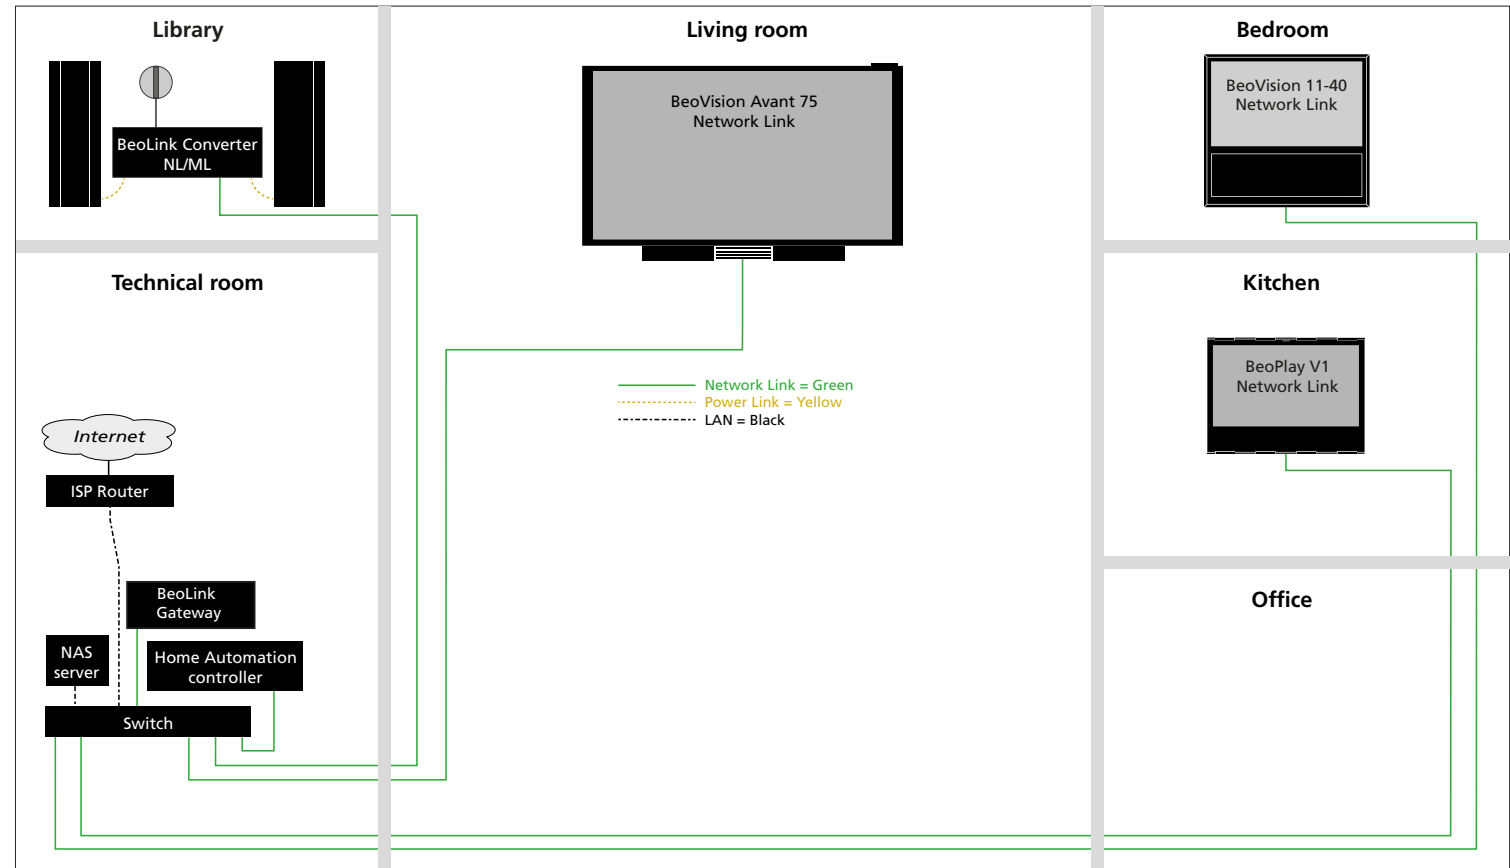 Library
BeoLink Converter
NL/ML
Living room
BeoVision Avant 75
Network Link
Bedroom
BeoVision 11-40
Network Link
Technical room
Internet
ISP Router
BeoLink
Gateway
NAS
server
Home Automation
controller
Switch
Network Link = Green
Power Link = Yellow
LAN = Black
Kitchen
BeoPlay V1
Network Link
Office